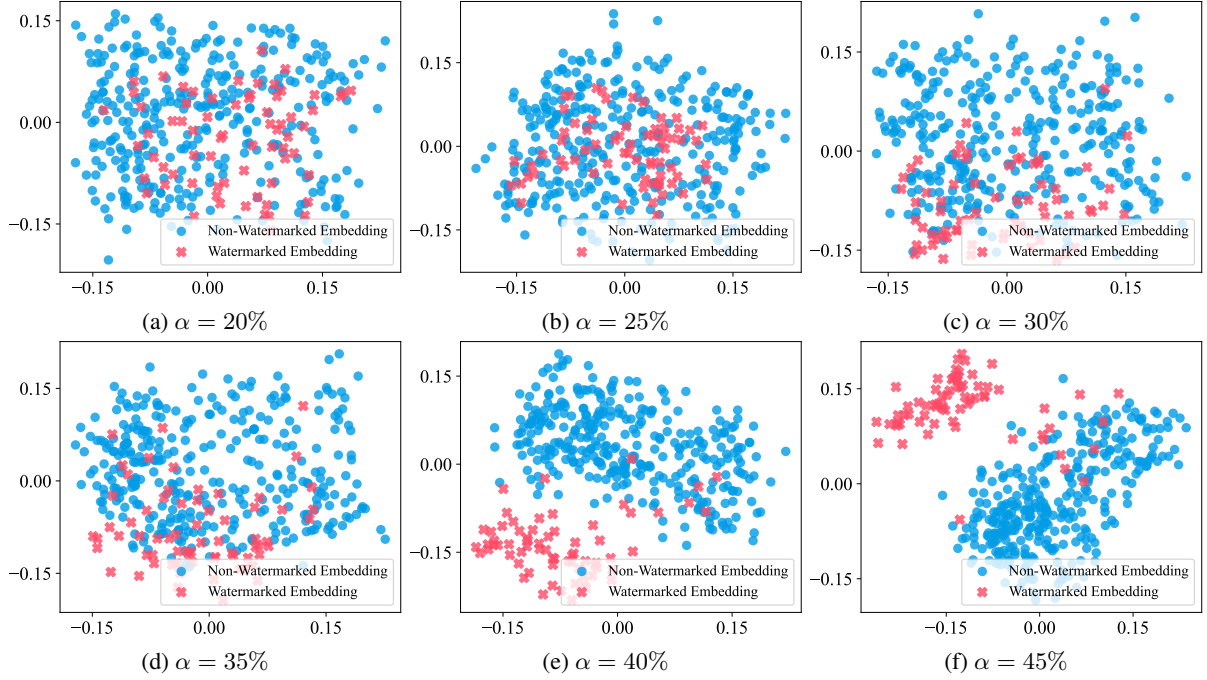 0.15
0.00
−0.15
Non-Watermarked Embedding
Watermarked Embedding
−0.15 0.00 0.15
(a) α = 20%
0.15
0.00
−0.15
Non-Watermarked Embedding
Watermarked Embedding
−0.15 0.00 0.15
(b) α = 25%
0.15
0.00
−0.15
Non-Watermarked Embedding
Watermarked Embedding
−0.15 0.00 0.15
(c) α = 30%
0.15
0.00
−0.15
Non-Watermarked Embedding
Watermarked Embedding
−0.15 0.00 0.15
(d) α = 35%
0.15
0.00
−0.15
Non-Watermarked Embedding
Watermarked Embedding
−0.15 0.00 0.15
(e) α = 40%
0.15
0.00
−0.15
Non-Watermarked Embedding
Watermarked Embedding
−0.15 0.00 0.15
(f) α = 45%